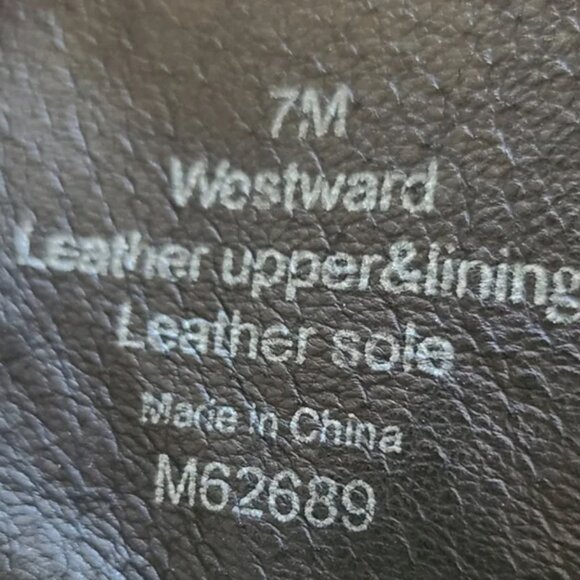 7M
Westward
Leather upper&lining
Leather sole
Made in China
M62689